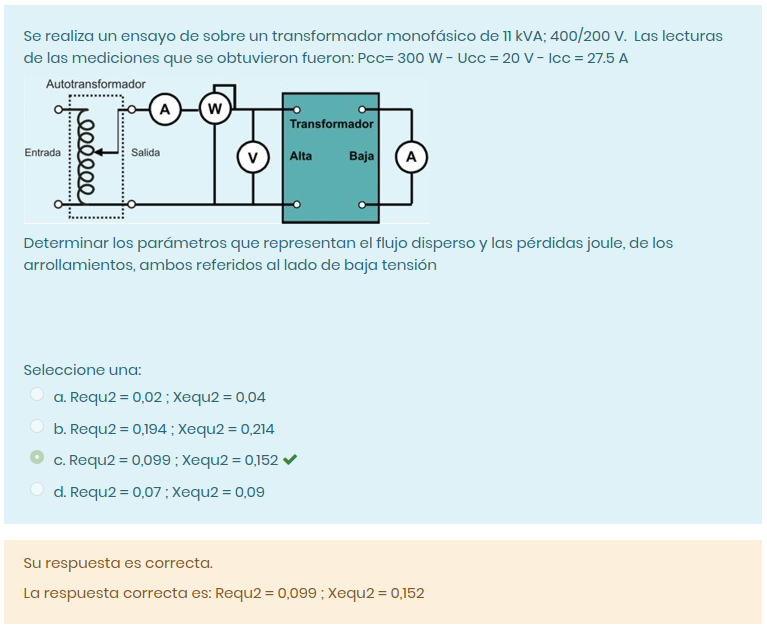 Se realiza un ensayo de sobre un transformador monofásico de 11 kVA; 400/200 V. Las lecturas
de las mediciones que se obtuvieron fueron: Pcc= 300 W - Ucc = 20 V - Icc = 27.5 A
Autotransformador
A
W
Transformador
Entrada
Salida
V
Alta
Baja
A
Determinar los parámetros que representan el flujo disperso y las pérdidas joule, de los
arrollamientos, ambos referidos al lado de baja tensión
Seleccione una:
a. Requ2 = 0,02 ; Xequ2 = 0,04
b. Requ2 = 0,194 ; Xequ2 = 0,214
c. Requ2 = 0,099 ; Xequ2 = 0,152
d. Requ2 = 0,07 ; Xequ2 = 0,09
Su respuesta es correcta.
La respuesta correcta es: Requ2 = 0,099 ; Xequ2 = 0,152